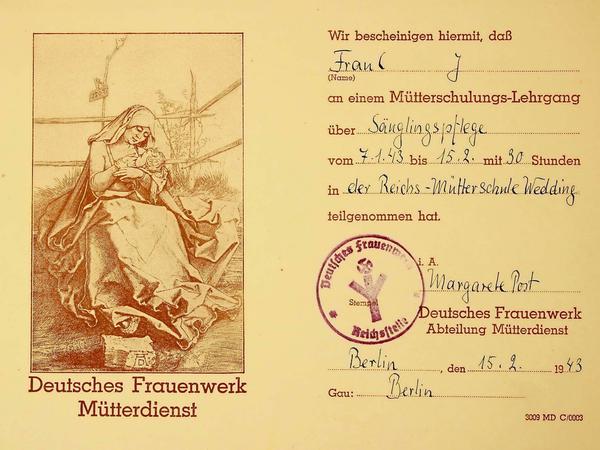 Deutsches Frauenwerk
Mütterdienst
Wir bescheinigen hiermit, daß
Frau J
(Name)
an einem Mütterschulungs-Lehrgang
über Säuglingspflege
vom 7.1.43 bis 15.2. mit 30 Stunden
in der Reichs-Mütterschule Wedding
teilgenommen hat.
Deutsches Frauenwerk
Stempel
Reichsstelle
i. A.
Margarete Post
Deutsches Frauenwerk
Abteilung Mütterdienst
Berlin, den 15.2. 1943
Gau: Berlin
3009 MD C/0003